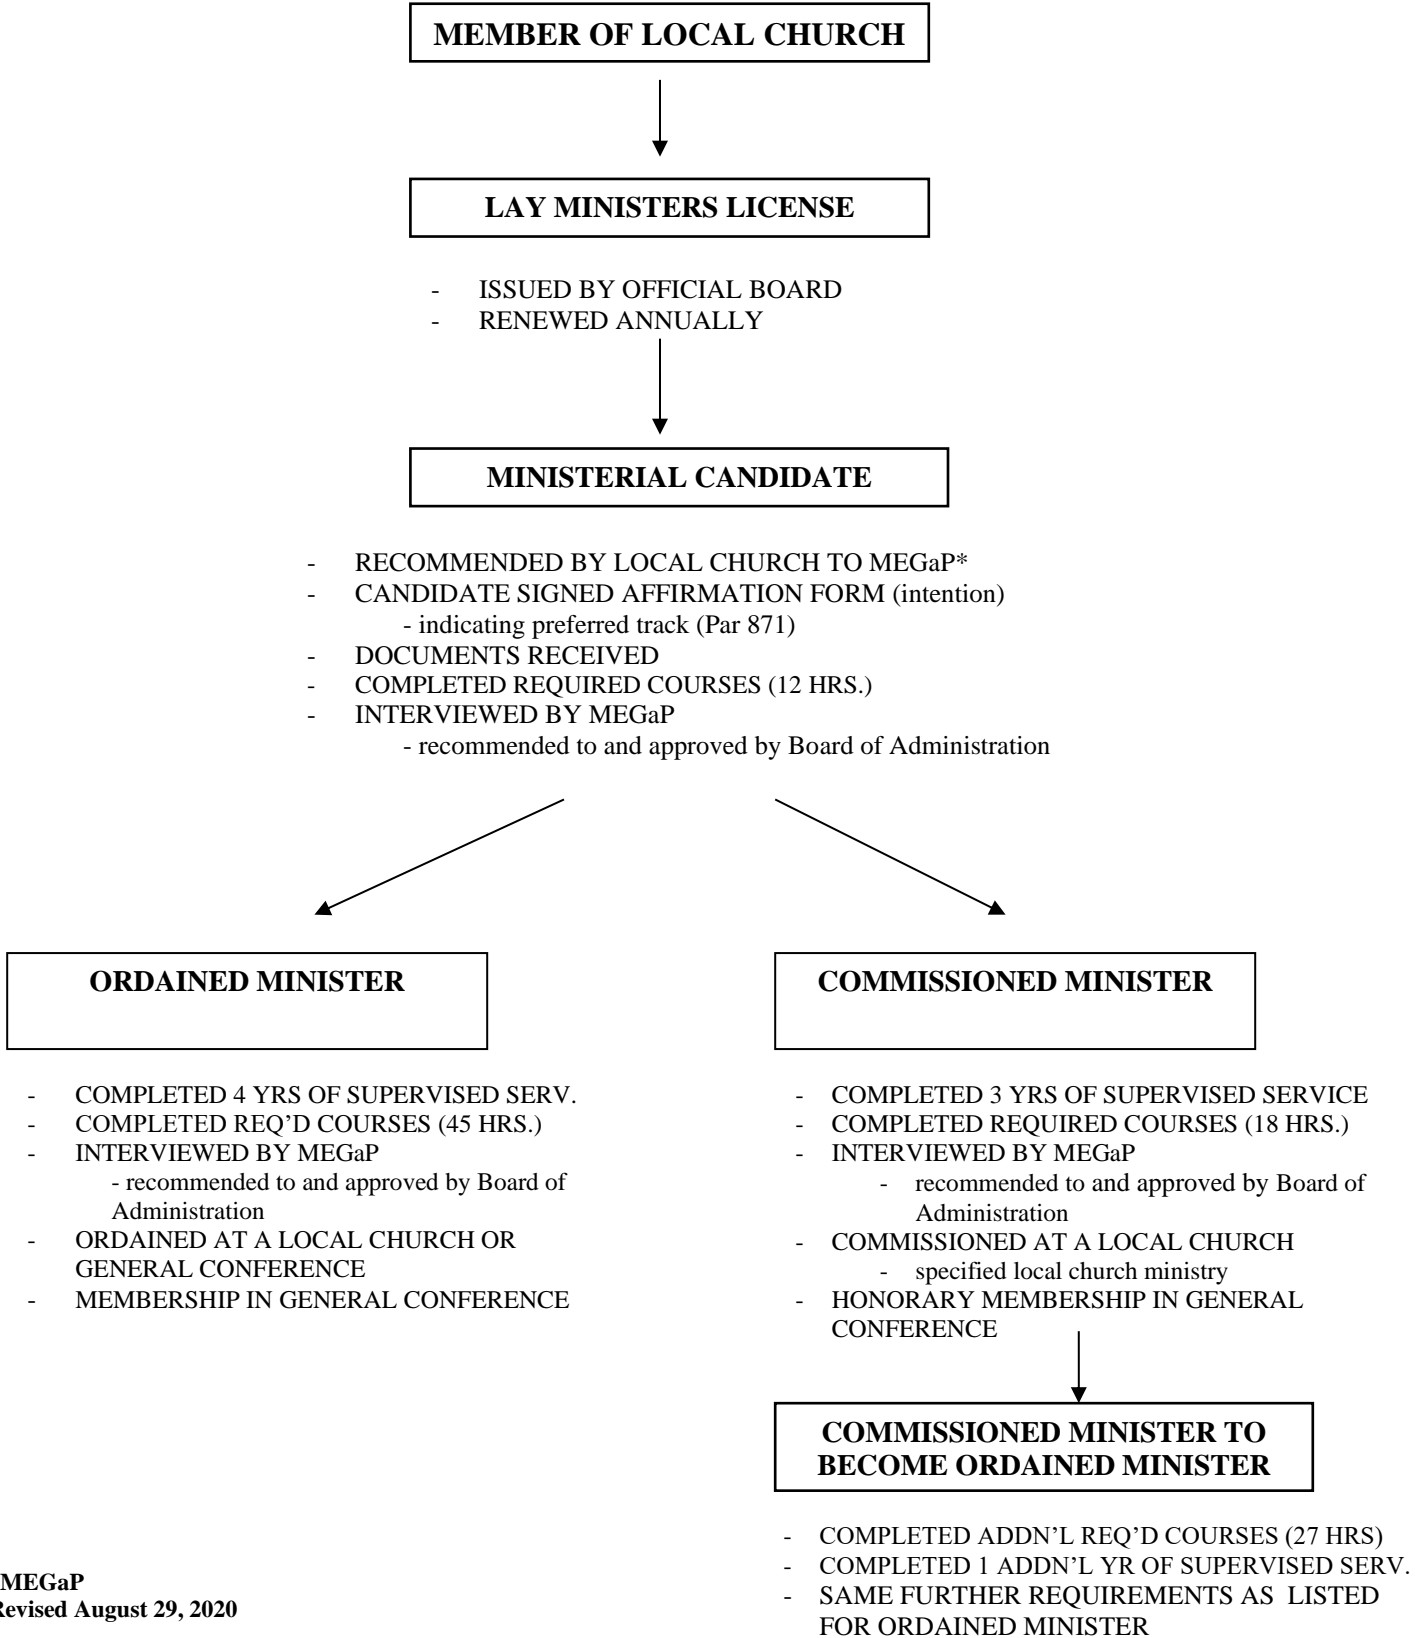 MEMBER OF LOCAL CHURCH
LAY MINISTERS LICENSE
- ISSUED BY OFFICIAL BOARD
- RENEWED ANNUALLY
MINISTERIAL CANDIDATE
- RECOMMENDED BY LOCAL CHURCH TO MEGaP*
- CANDIDATE SIGNED AFFIRMATION FORM (intention)
- indicating preferred track (Par 871)
- DOCUMENTS RECEIVED
- COMPLETED REQUIRED COURSES (12 HRS.)
- INTERVIEWED BY MEGaP
- recommended to and approved by Board of Administration
ORDAINED MINISTER
- COMPLETED 4 YRS OF SUPERVISED SERV.
- COMPLETED REQ’D COURSES (45 HRS.)
- INTERVIEWED BY MEGaP
- recommended to and approved by Board of
Administration
- ORDAINED AT A LOCAL CHURCH OR
GENERAL CONFERENCE
- MEMBERSHIP IN GENERAL CONFERENCE
COMMISSIONED MINISTER
- COMPLETED 3 YRS OF SUPERVISED SERVICE
- COMPLETED REQUIRED COURSES (18 HRS.)
- INTERVIEWED BY MEGaP
- recommended to and approved by Board of
Administration
- COMMISSIONED AT A LOCAL CHURCH
- specified local church ministry
- HONORARY MEMBERSHIP IN GENERAL
CONFERENCE
COMMISSIONED MINISTER TO
BECOME ORDAINED MINISTER
- COMPLETED ADDN’L REQ’D COURSES (27 HRS)
- COMPLETED 1 ADDN’L YR OF SUPERVISED SERV.
- SAME FURTHER REQUIREMENTS AS LISTED
FOR ORDAINED MINISTER
MEGaP
Revised August 29, 2020